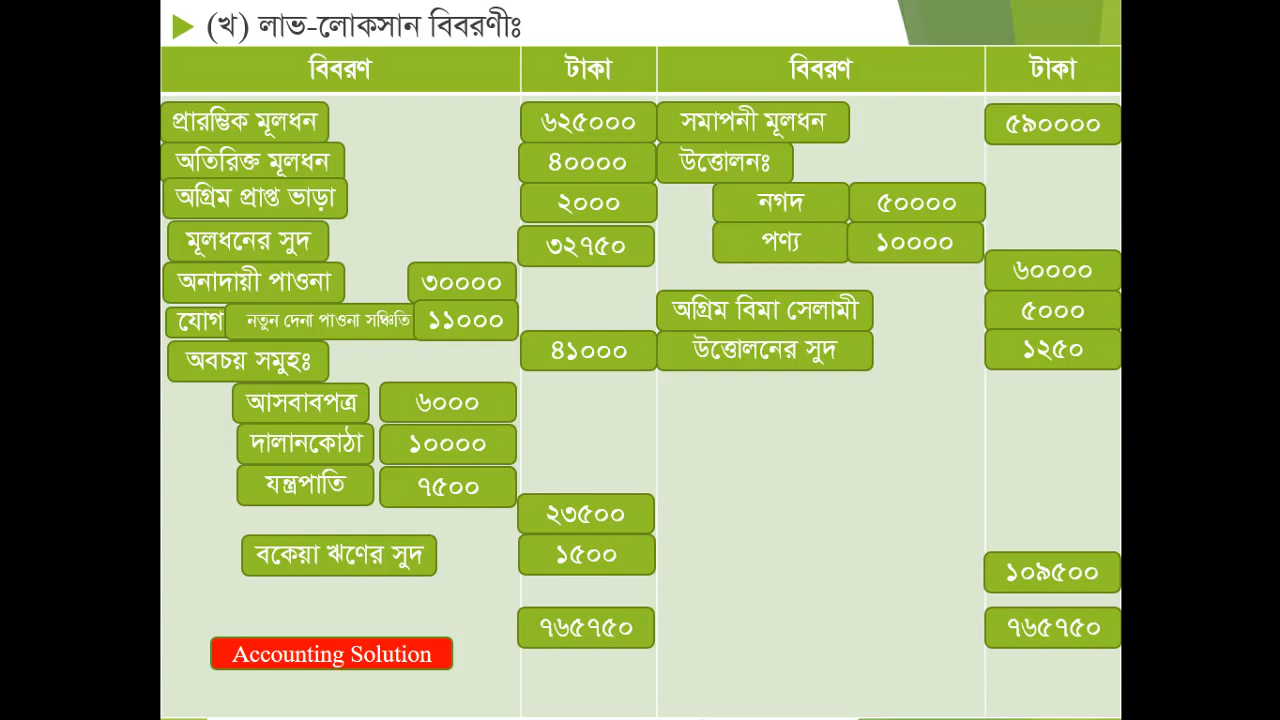 (খ) লাভ-লোকসান বিবরণীঃ
বিবরণ টাকা বিবরণ টাকা
প্রারম্ভিক মূলধন ৬২৫০০০ সমাপনী মূলধন ৫৯০০০০
অতিরিক্ত মূলধন ৪০০০০ উত্তোলনঃ
অগ্রিম প্রাপ্ত ভাড়া ২০০০ নগদ ৫০০০০
মূলধনের সুদ ৩২৭৫০ পণ্য ১০০০০
৬০০০০
অনাদায়ী পাওনা ৩০০০০
যোগ নতুন দেনা পাওনা সঞ্চিতি ১১০০০ অগ্রিম বিমা সেলামী ৫০০০
৪১০০০ উত্তোলনের সুদ ১২৫০
অবচয় সমুহঃ
আসবাবপত্র ৬০০০
দালানকোঠা ১০০০০
যন্ত্রপাতি ৭৫০০
২৩৫০০
বকেয়া ঋণের সুদ ১৫০০
১০৯৫০০
৭৬৫৭৫০ ৭৬৫৭৫০
Accounting Solution